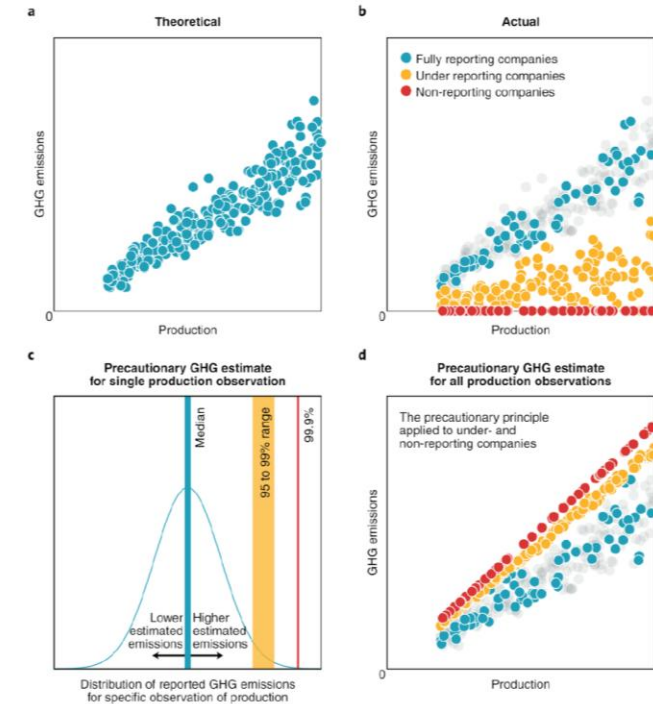 a
Theoretical
GHG emissions
0
Production
b
Actual
Fully reporting companies
Under reporting companies
Non-reporting companies
GHG emissions
0
Production
c
Precautionary GHG estimate
for single production observation
Median
95 to 99% range
99.9%
Lower
estimated
emissions
Higher
estimated
emissions
Distribution of reported GHG emissions
for specific observation of production
d
Precautionary GHG estimate
for all production observations
The precautionary principle
applied to under- and
non-reporting companies
GHG emissions
0
Production